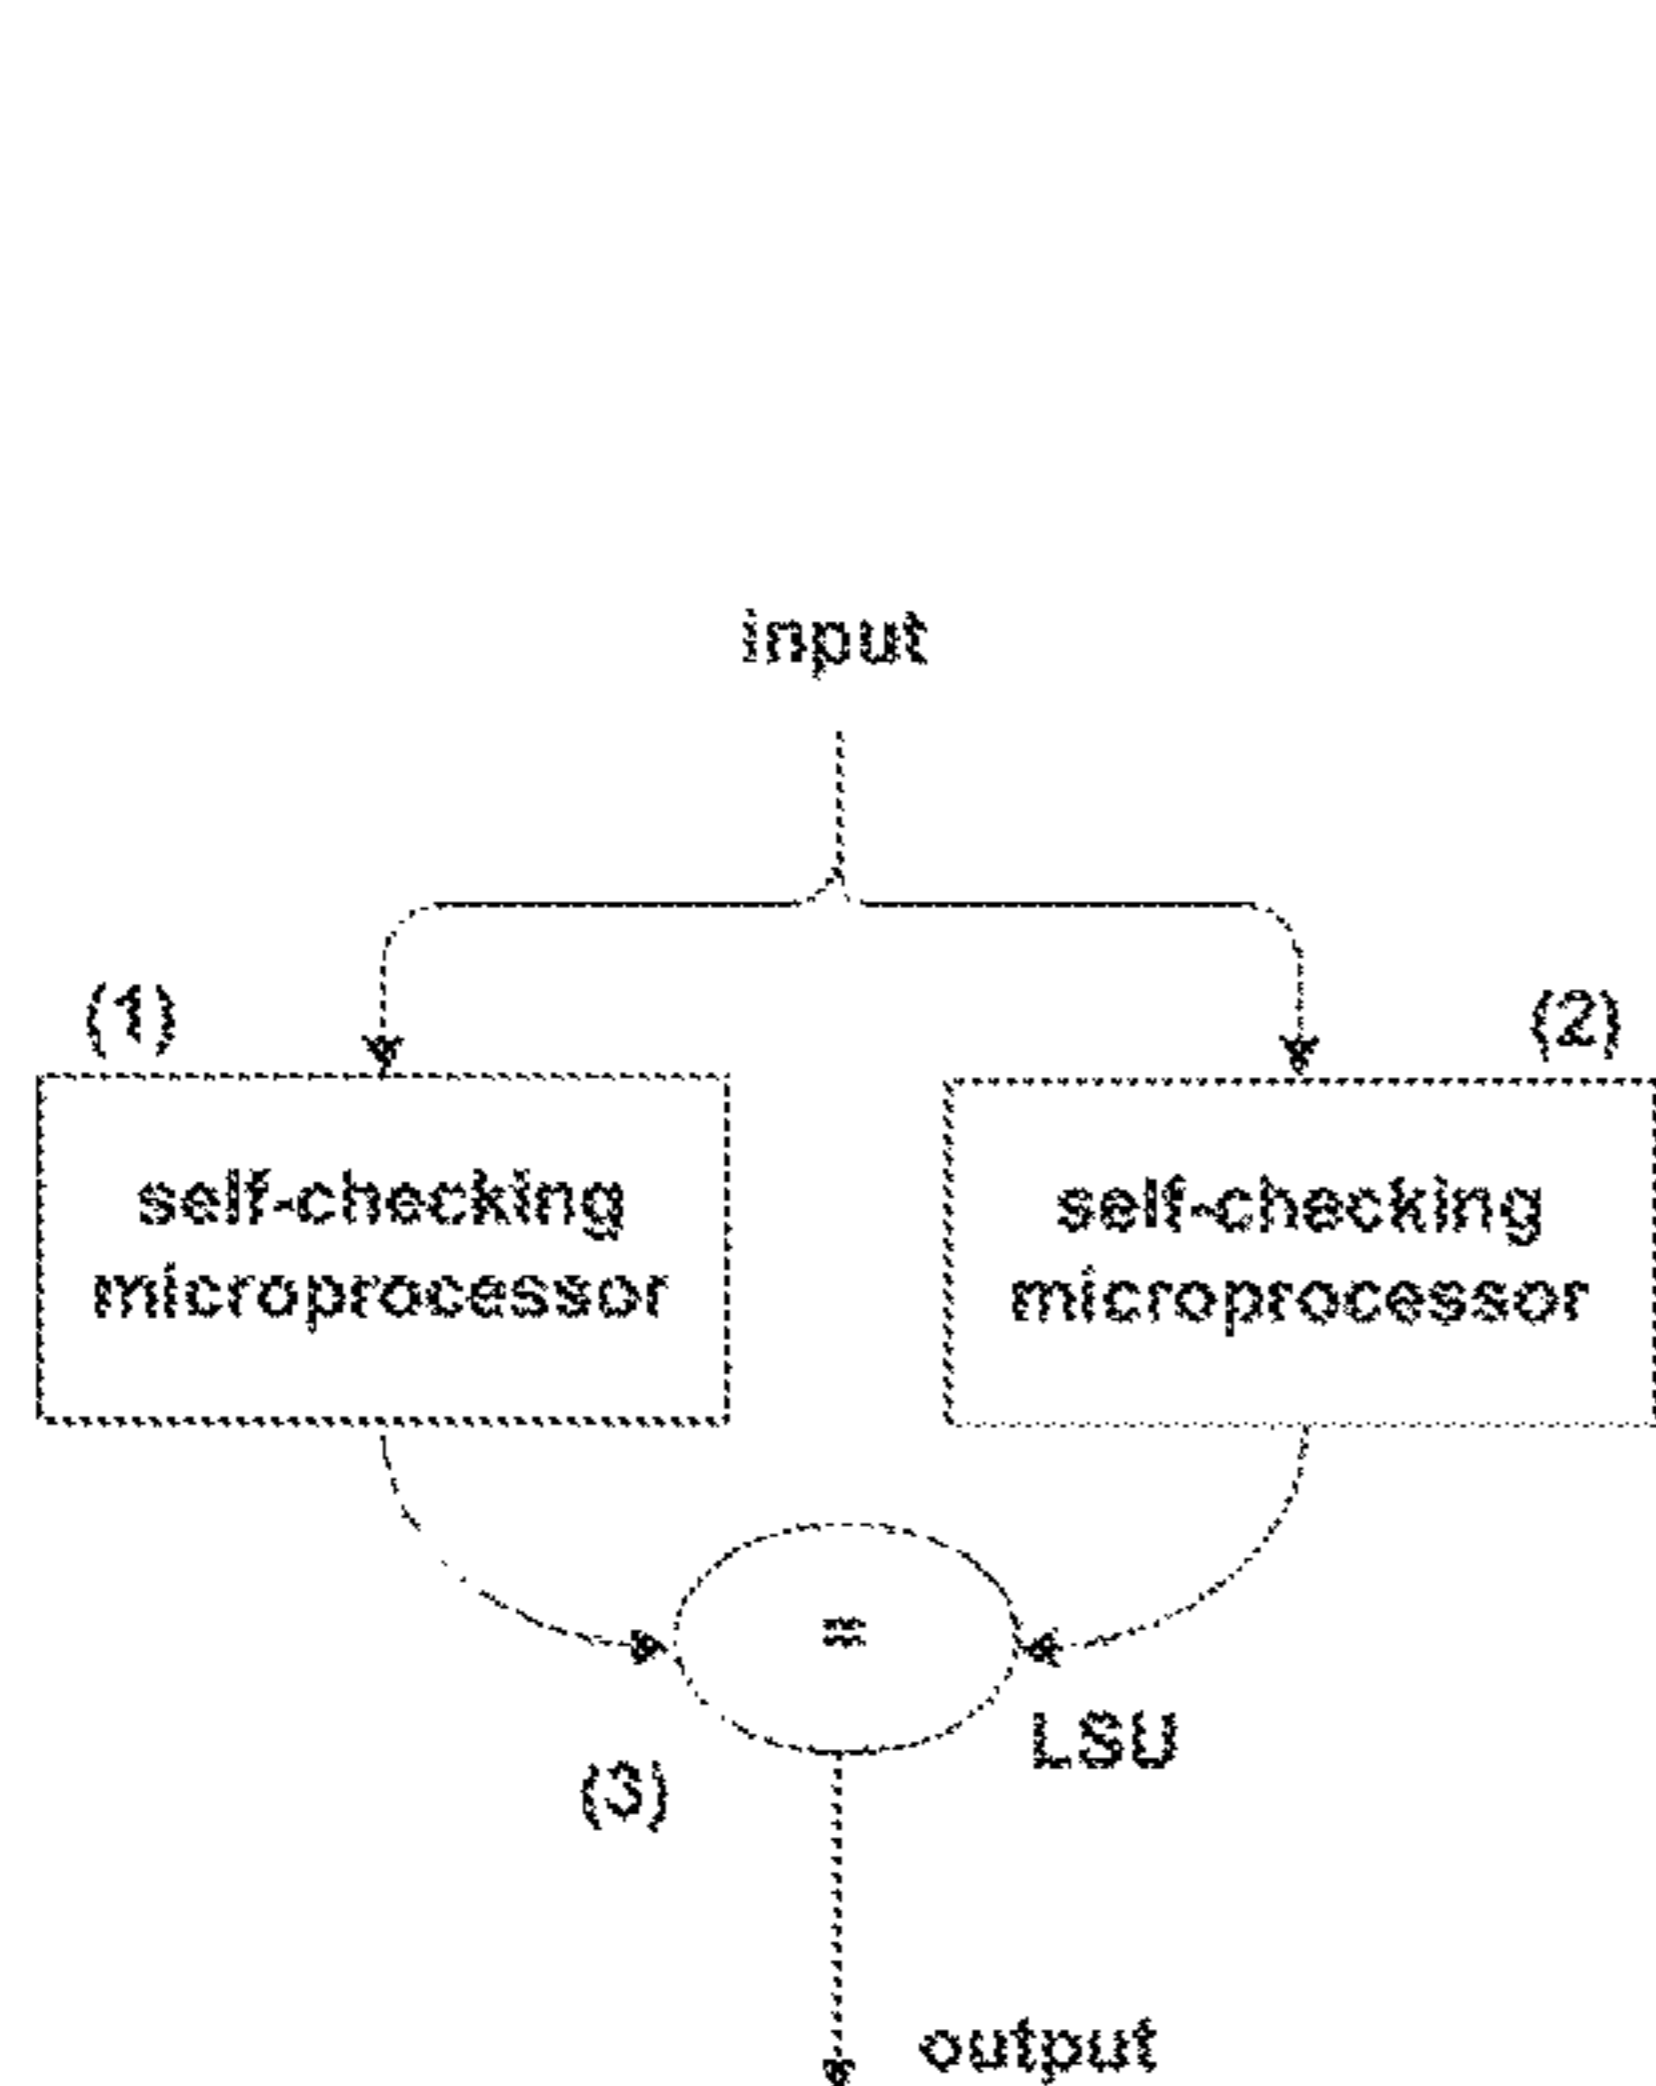 input
(1)
(2)
self-checking
microprocessor
self-checking
microprocessor
=
LSU
(3)
output